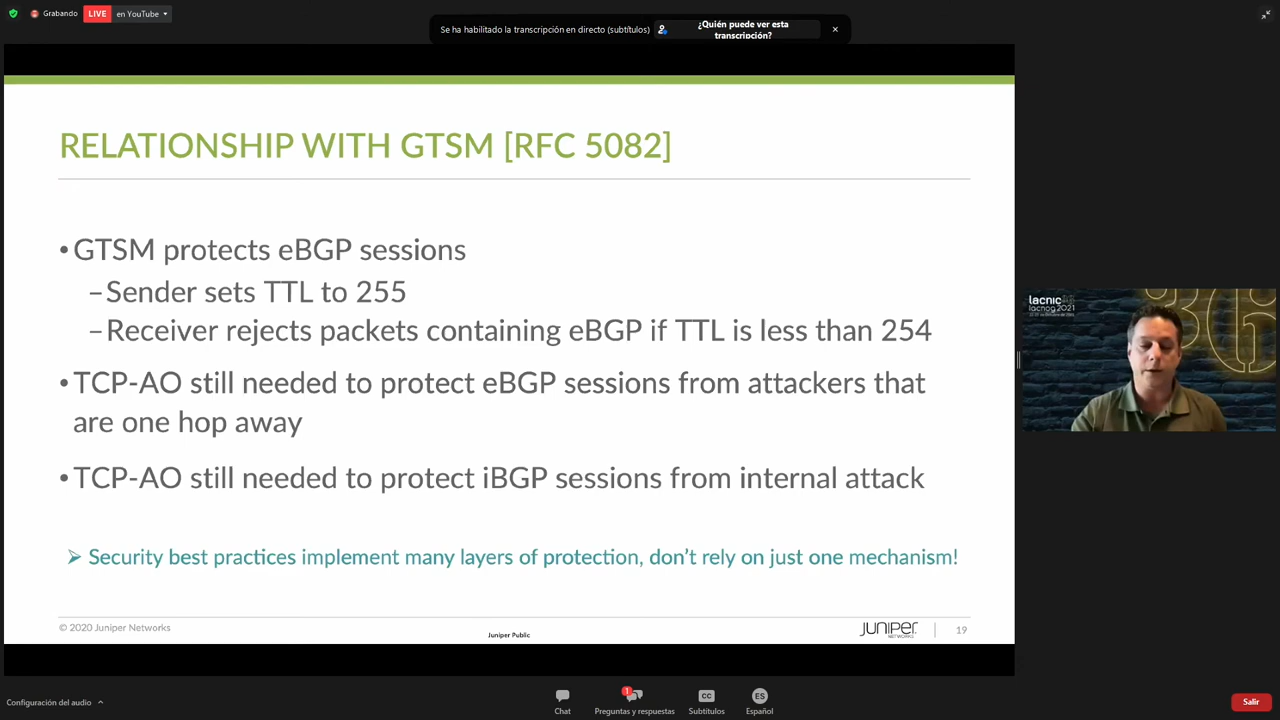 Grabando
LIVE
en YouTube
Se ha habilitado la transcripción en directo (subtítulos)
¿Quién puede ver esta
transcripción?
RELATIONSHIP WITH GTSM [RFC 5082]
•GTSM protects eBGP sessions
–Sender sets TTL to 255
–Receiver rejects packets containing eBGP if TTL is less than 254
•TCP-AO still needed to protect eBGP sessions from attackers that
are one hop away
•TCP-AO still needed to protect iBGP sessions from internal attack
➢ Security best practices implement many layers of protection, don't rely on just one mechanism!
© 2020 Juniper Networks
Juniper Public
JUNIPER
NETWORKS
19
lacnic
lacnog2021
Configuración del audio
Chat
1
Preguntas y respuestas
CC
Subtítulos
ES
Español
Salir